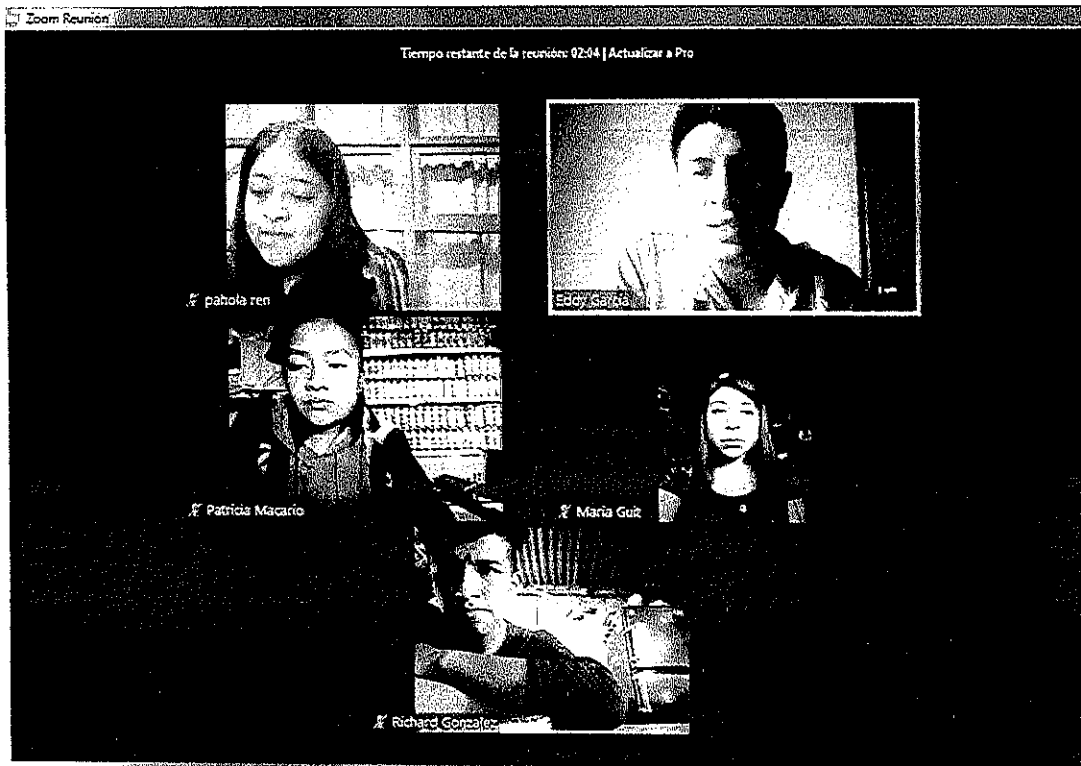 Zoom Reunión
Tiempo restante de la reunión: 02:04 | Actualizar a Pro
pahola ren
Eddy García
Patricia Macario
Maria Guit
Richard Gonzalez